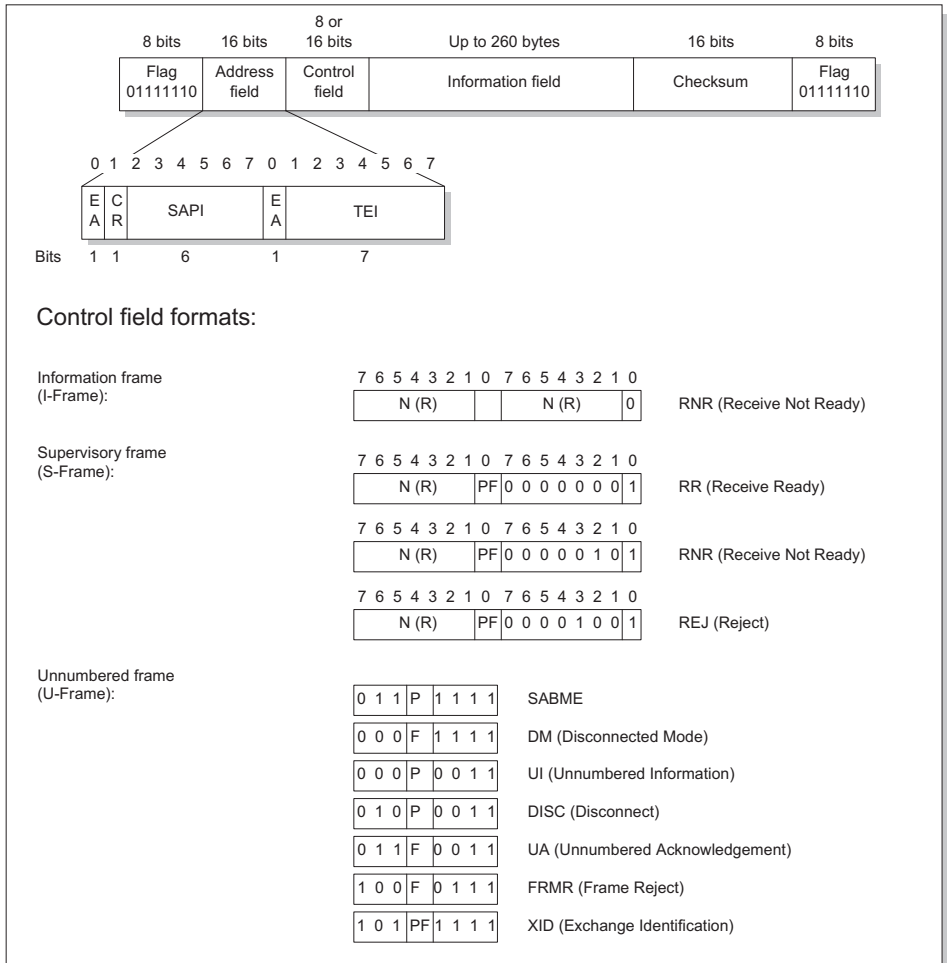 8 or
8 bits 16 bits 16 bits Up to 260 bytes 16 bits 8 bits
Flag Address Control Information field Checksum Flag
01111110 field field 01111110
0 1 2 3 4 5 6 7 0 1 2 3 4 5 6 7
E C SAPI E TEI
A R A
Bits 1 1 6 1 7
Control field formats:
Information frame
(I-Frame):
7 6 5 4 3 2 1 0 7 6 5 4 3 2 1 0
N (R) N (R) 0 RNR (Receive Not Ready)
Supervisory frame
(S-Frame):
7 6 5 4 3 2 1 0 7 6 5 4 3 2 1 0
N (R) PF 0 0 0 0 0 0 0 1 RR (Receive Ready)
7 6 5 4 3 2 1 0 7 6 5 4 3 2 1 0
N (R) PF 0 0 0 0 0 1 0 1 RNR (Receive Not Ready)
7 6 5 4 3 2 1 0 7 6 5 4 3 2 1 0
N (R) PF 0 0 0 0 1 0 0 1 REJ (Reject)
Unnumbered frame
(U-Frame):
0 1 1 P 1 1 1 1 SABME
0 0 0 F 1 1 1 1 DM (Disconnected Mode)
0 0 0 P 0 0 1 1 UI (Unnumbered Information)
0 1 0 P 0 0 1 1 DISC (Disconnect)
0 1 1 F 0 0 1 1 UA (Unnumbered Acknowledgement)
1 0 0 F 0 1 1 1 FRMR (Frame Reject)
1 0 1 PF 1 1 1 1 XID (Exchange Identification)